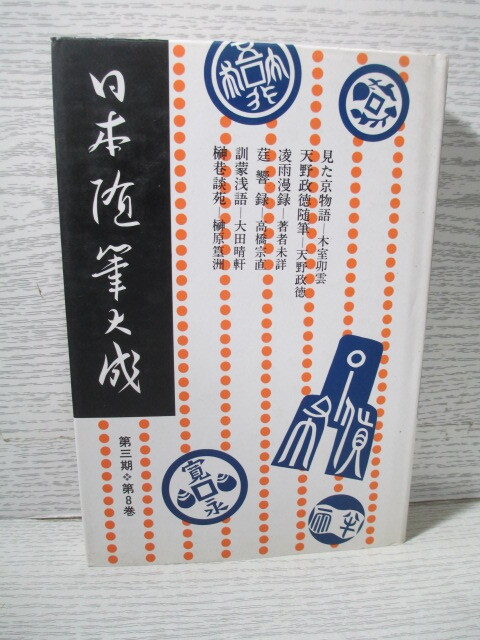 日本随筆大成
第三期❖第8巻
見た京物語―木室卯雲
天野政徳随筆―天野政徳
凌雨漫録―著者未詳
莛響録―高橋宗直
訓蒙浅語―大田晴軒
榊巷談苑―榊原篁洲
寛永